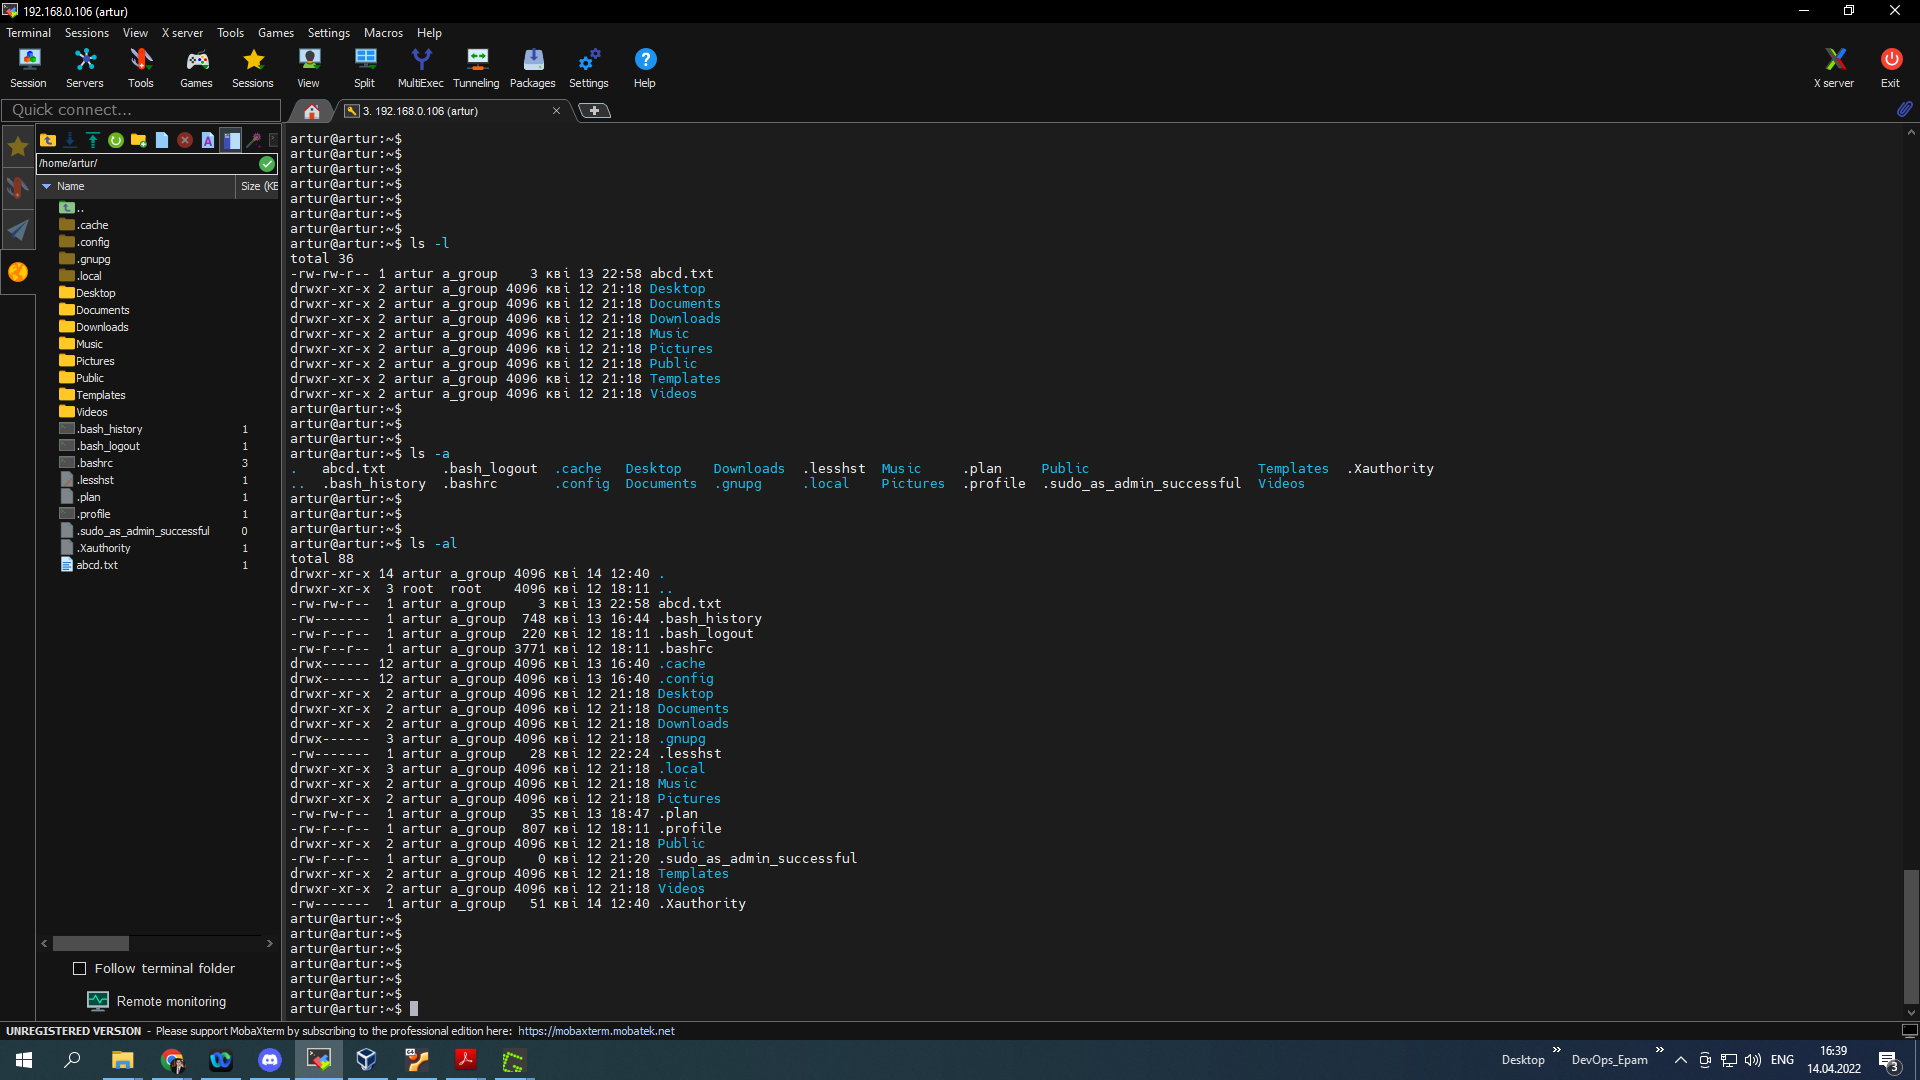 192.168.0.106 (artur)
Terminal Sessions View X server Tools Games Settings Macros Help
Session Servers Tools Games Sessions View Split MultiExec Tunneling Packages Settings Help X server Exit
Quick connect...
3. 192.168.0.106 (artur)
/home/artur/
Name Size (KB
..
.cache
.config
.gnupg
.local
Desktop
Documents
Downloads
Music
Pictures
Public
Templates
Videos
.bash_history 1
.bash_logout 1
.bashrc 3
.lesshst 1
.plan 1
.profile 1
.sudo_as_admin_successful 0
.Xauthority 1
abcd.txt 1
Follow terminal folder
Remote monitoring
artur@artur:~$
artur@artur:~$
artur@artur:~$
artur@artur:~$
artur@artur:~$
artur@artur:~$
artur@artur:~$
artur@artur:~$ ls -l
total 36
-rw-rw-r-- 1 artur a_group    3 кві 13 22:58 abcd.txt
drwxr-xr-x 2 artur a_group 4096 кві 12 21:18 Desktop
drwxr-xr-x 2 artur a_group 4096 кві 12 21:18 Documents
drwxr-xr-x 2 artur a_group 4096 кві 12 21:18 Downloads
drwxr-xr-x 2 artur a_group 4096 кві 12 21:18 Music
drwxr-xr-x 2 artur a_group 4096 кві 12 21:18 Pictures
drwxr-xr-x 2 artur a_group 4096 кві 12 21:18 Public
drwxr-xr-x 2 artur a_group 4096 кві 12 21:18 Templates
drwxr-xr-x 2 artur a_group 4096 кві 12 21:18 Videos
artur@artur:~$
artur@artur:~$
artur@artur:~$
artur@artur:~$ ls -a
.   abcd.txt       .bash_logout  .cache   Desktop    Downloads  .lesshst  Music     .plan     Public                     Templates  .Xauthority
..  .bash_history  .bashrc       .config  Documents  .gnupg     .local    Pictures  .profile  .sudo_as_admin_successful  Videos
artur@artur:~$
artur@artur:~$
artur@artur:~$
artur@artur:~$ ls -al
total 88
drwxr-xr-x 14 artur a_group 4096 кві 14 12:40 .
drwxr-xr-x  3 root  root    4096 кві 12 18:11 ..
-rw-rw-r--  1 artur a_group    3 кві 13 22:58 abcd.txt
-rw-------  1 artur a_group  748 кві 13 16:44 .bash_history
-rw-r--r--  1 artur a_group  220 кві 12 18:11 .bash_logout
-rw-r--r--  1 artur a_group 3771 кві 12 18:11 .bashrc
drwx------ 12 artur a_group 4096 кві 13 16:40 .cache
drwx------ 12 artur a_group 4096 кві 13 16:40 .config
drwxr-xr-x  2 artur a_group 4096 кві 12 21:18 Desktop
drwxr-xr-x  2 artur a_group 4096 кві 12 21:18 Documents
drwxr-xr-x  2 artur a_group 4096 кві 12 21:18 Downloads
drwx------  3 artur a_group 4096 кві 12 21:18 .gnupg
-rw-------  1 artur a_group   28 кві 12 22:24 .lesshst
drwxr-xr-x  3 artur a_group 4096 кві 12 21:18 .local
drwxr-xr-x  2 artur a_group 4096 кві 12 21:18 Music
drwxr-xr-x  2 artur a_group 4096 кві 12 21:18 Pictures
-rw-rw-r--  1 artur a_group   35 кві 13 18:47 .plan
-rw-r--r--  1 artur a_group  807 кві 12 18:11 .profile
drwxr-xr-x  2 artur a_group 4096 кві 12 21:18 Public
-rw-r--r--  1 artur a_group    0 кві 12 21:20 .sudo_as_admin_successful
drwxr-xr-x  2 artur a_group 4096 кві 12 21:18 Templates
drwxr-xr-x  2 artur a_group 4096 кві 12 21:18 Videos
-rw-------  1 artur a_group   51 кві 14 12:40 .Xauthority
artur@artur:~$
artur@artur:~$
artur@artur:~$
artur@artur:~$
artur@artur:~$
artur@artur:~$
artur@artur:~$
UNREGISTERED VERSION - Please support MobaXterm by subscribing to the professional edition here: https://mobaxterm.mobatek.net
Desktop » DevOps_Epam » ENG 16:39
14.04.2022 3